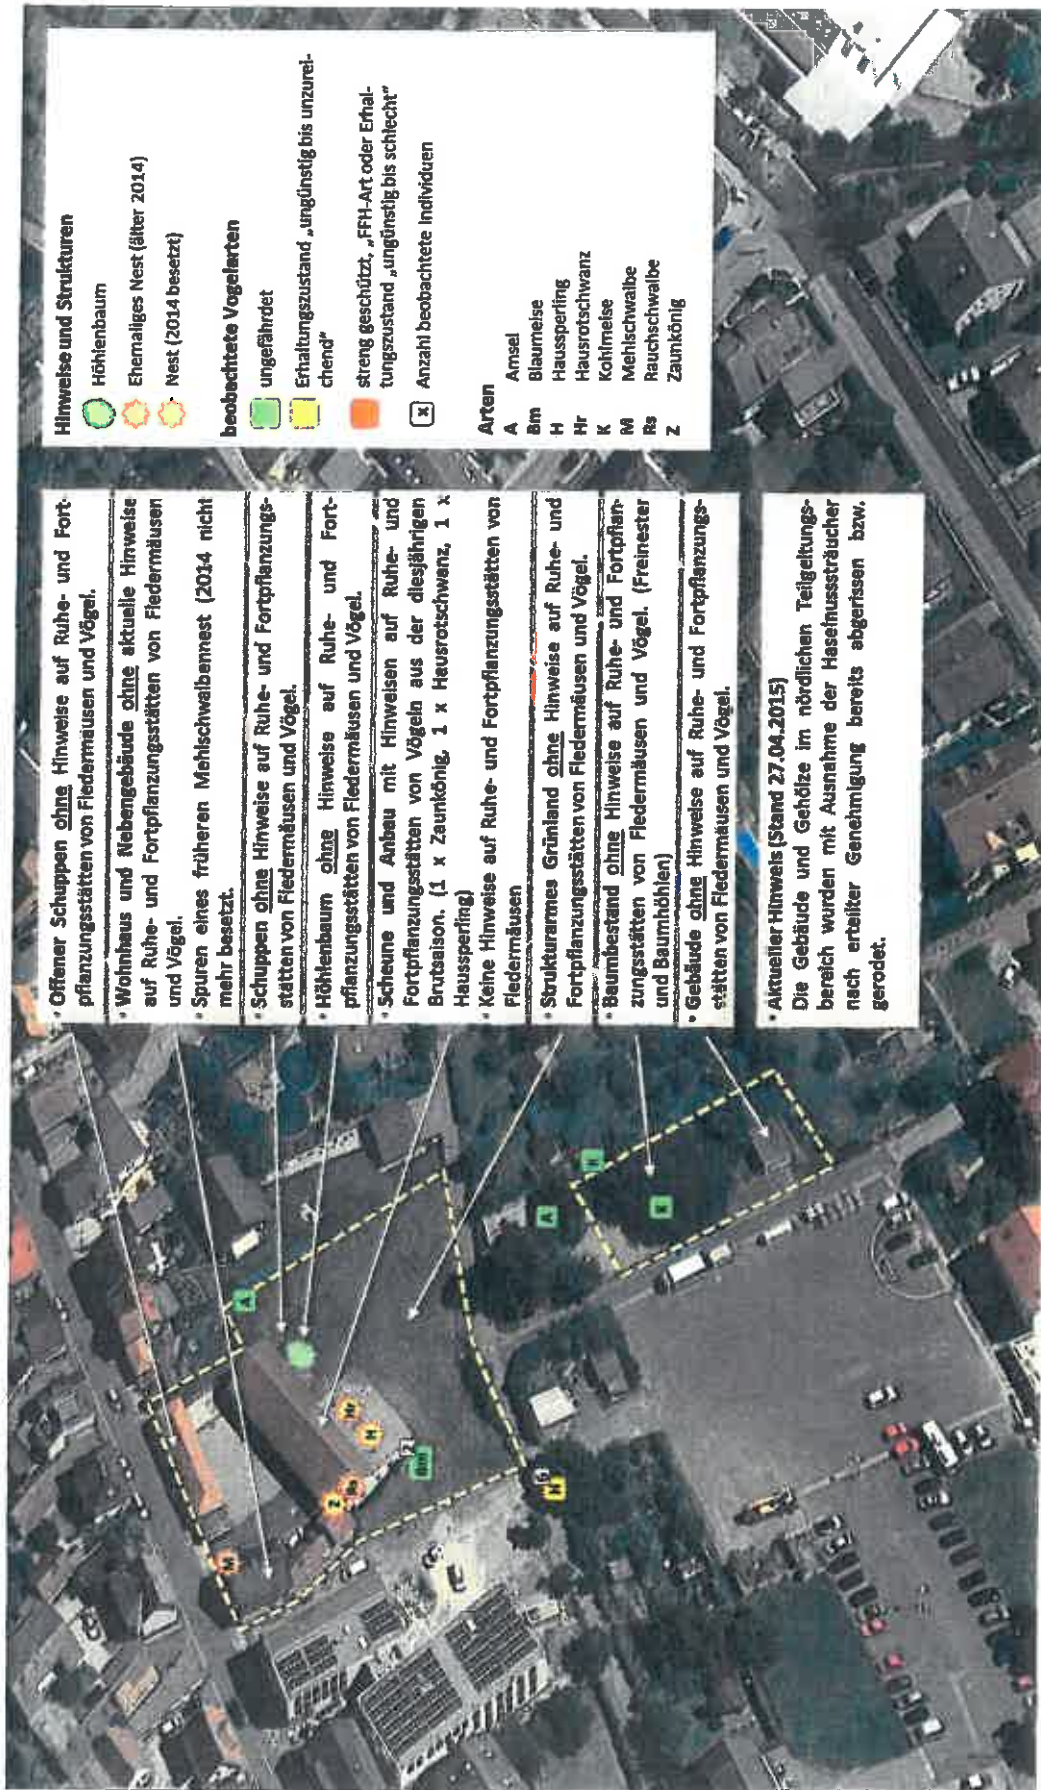 • Offener Schuppen ohne Hinweise auf Ruhe- und Fort-
pflanzungsstätten von Fledermäusen und Vögel.
• Wohnhaus und Nebengebäude ohne aktuelle Hinweise
auf Ruhe- und Fortpflanzungsstätten von Fledermäusen
und Vögel.
• Spuren eines früheren Mehlschwalbennest (2014 nicht
mehr besetzt.
• Schuppen ohne Hinweise auf Ruhe- und Fortpflanzungs-
stätten von Fledermäusen und Vögel.
• Höhlenbaum ohne Hinweise auf Ruhe- und Fort-
pflanzungsstätten von Fledermäusen und Vögel.
• Scheune und Anbau mit Hinweisen auf Ruhe- und
Fortpflanzungsstätten von Vögeln aus der diesjährigen
Brutsaison. (1 x Zaunkönig, 1 x Hausrotschwanz, 1 x
Haussperling)
• Keine Hinweise auf Ruhe- und Fortpflanzungsstätten von
Fledermäusen
• Strukturarmes Grünland ohne Hinweise auf Ruhe- und
Fortpflanzungsstätten von Fledermäusen und Vögel.
• Baumbestand ohne Hinweise auf Ruhe- und Fortpflan-
zungsstätten von Fledermäusen und Vögel. (Freinester
und Baumhöhlen)
• Gebäude ohne Hinweise auf Ruhe- und Fortpflanzungs-
stätten von Fledermäusen und Vögel.
• Aktueller Hinweis (Stand 27.04.2015)
Die Gebäude und Gehölze im nördlichen Teilgeltungs-
bereich wurden mit Ausnahme der Haselnusssträucher
nach erteilter Genehmigung bereits abgerissen bzw.
gerodet.
Hinweise und Strukturen
Höhlenbaum
Ehemaliges Nest (älter 2014)
Nest (2014 besetzt)
beobachtete Vogelarten
ungefährdet
Erhaltungszustand „ungünstig bis unzurei-
chend"
streng geschützt, „FFH-Art oder Erhal-
tungszustand „ungünstig bis schlecht"
x Anzahl beobachtete Individuen
Arten
A Amsel
Bm Blaumeise
H Haussperling
Hr Hausrotschwanz
K Kohlmeise
M Mehlschwalbe
Rs Rauchschwalbe
Z Zaunkönig
M
A
Z
Rs
Hr
H
2
Bm
A
K